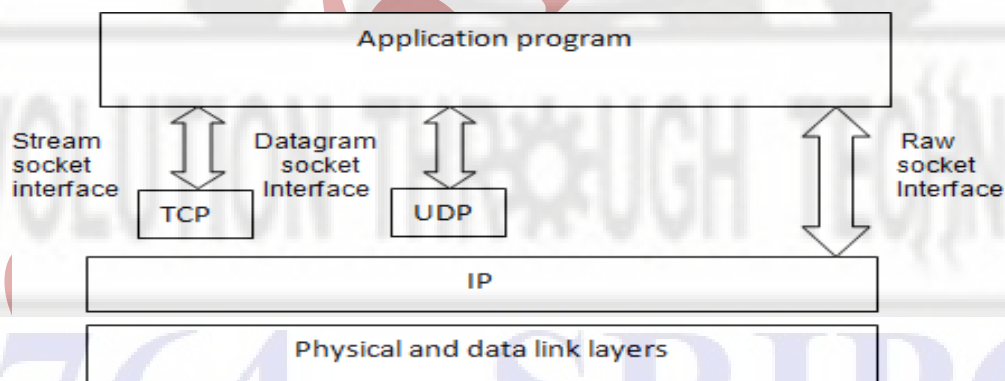 Application program
Stream
socket
interface
Datagram
socket
Interface
Raw
socket
Interface
TCP
UDP
IP
Physical and data link layers